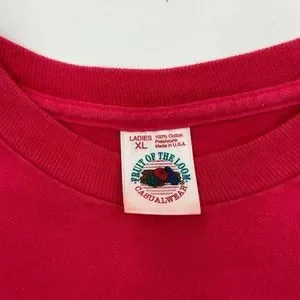 LADIES
XL
100% Cotton
Preshrunk
Made in U.S.A.
FRUIT OF THE LOOM
CASUALWEAR